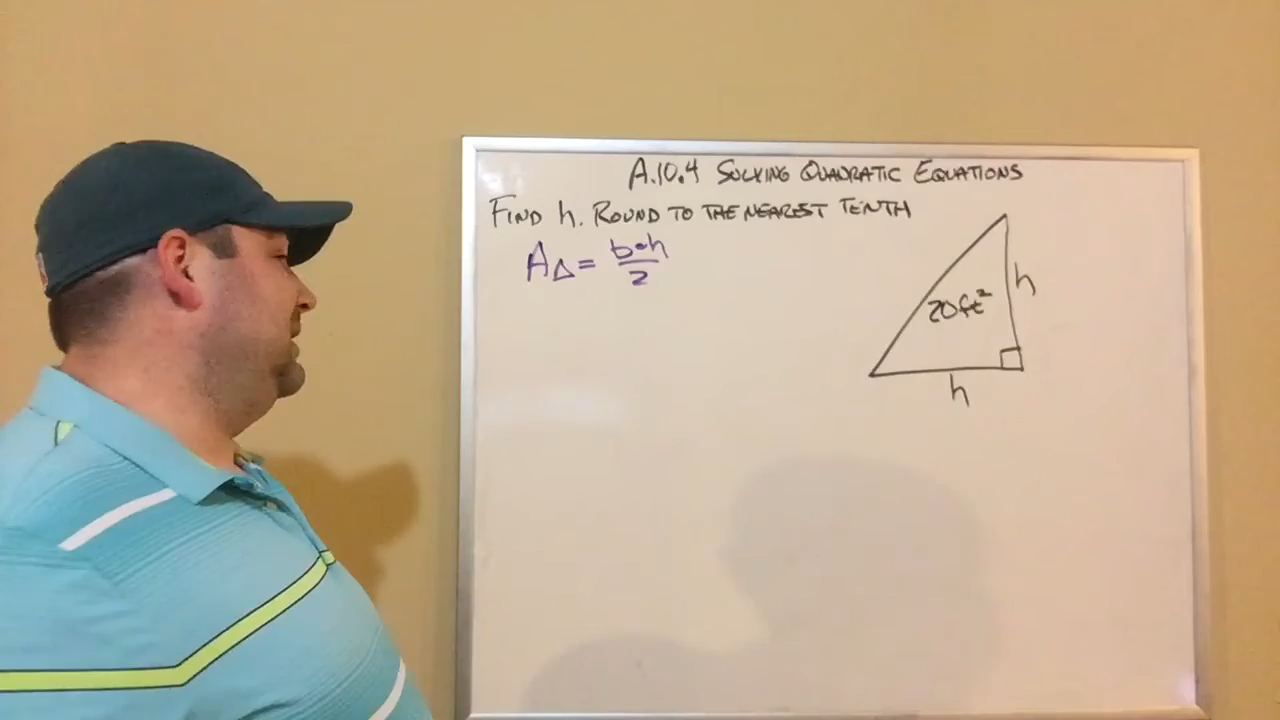 A.10.4 SOLVING QUADRATIC EQUATIONS
FIND h. ROUND TO THE NEAREST TENTH
A△ = b•h/2
20ft²
h
h